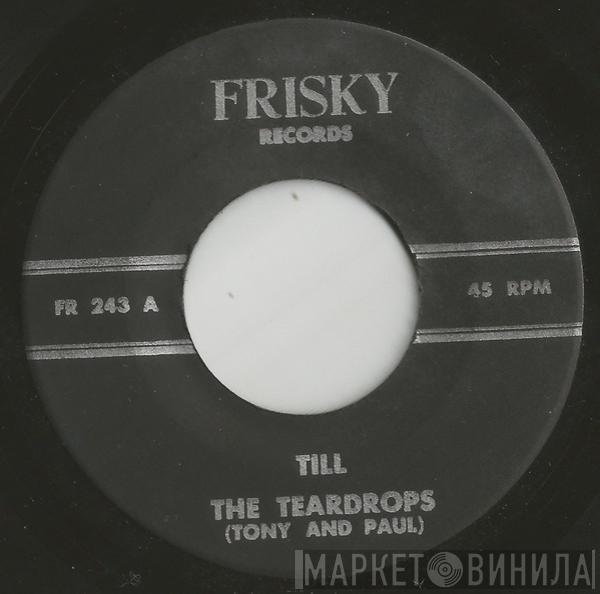 FRISKY
RECORDS
FR 243 A
45 RPM
TILL
THE TEARDROPS
(TONY AND PAUL)
МАРКЕТ ВИНИЛА